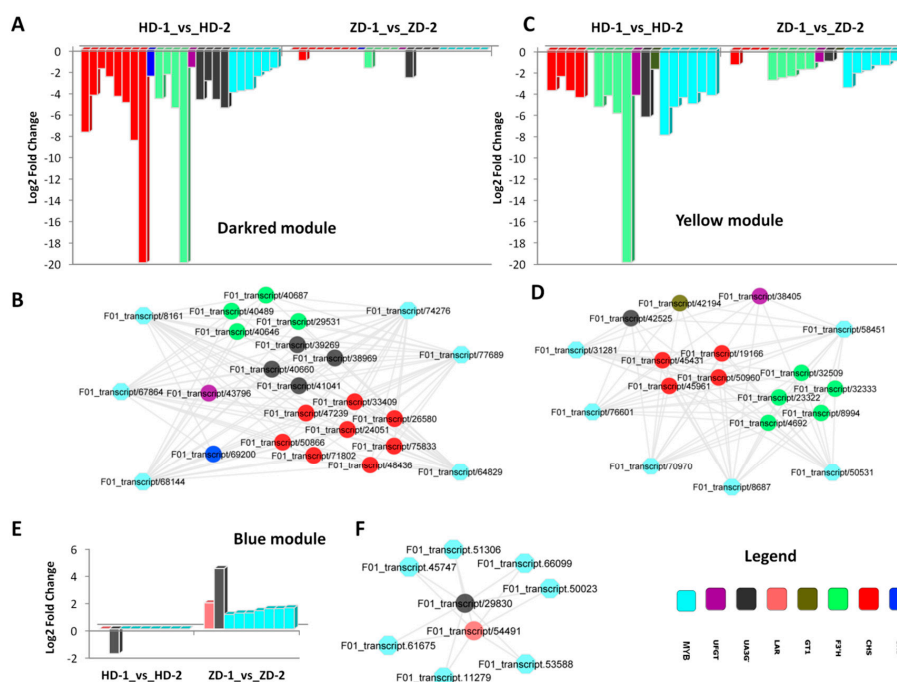 A
HD-1_vs_HD-2
ZD-1_vs_ZD-2
Log2 Fold Change
0
-2
-4
-6
-8
-10
-12
-14
-16
-18
-20
Darkred module
C
HD-1_vs_HD-2
ZD-1_vs_ZD-2
Log2 Fold Chnage
0
-2
-4
-6
-8
-10
-12
-14
-16
-18
-20
Yellow module
B
F01_transcript/40687
F01_transcript/8161
F01_transcript/40489
F01_transcript/74276
F01_transcript/29531
F01_transcript/40646
F01_transcript/39269
F01_transcript/38969
F01_transcript/77689
F01_transcript/40660
F01_transcript/67864
F01_transcript/43796
F01_transcript/41041
F01_transcript/33409
F01_transcript/47239
F01_transcript/26580
F01_transcript/24051
F01_transcript/50866
F01_transcript/75833
F01_transcript/69200
F01_transcript/71802
F01_transcript/48436
F01_transcript/64829
F01_transcript/68144
D
F01_transcript/42194
F01_transcript/38405
F01_transcript/42525
F01_transcript/58451
F01_transcript/31281
F01_transcript/19166
F01_transcript/45431
F01_transcript/32509
F01_transcript/50960
F01_transcript/45961
F01_transcript/32333
F01_transcript/23322
F01_transcript/76601
F01_transcript/8994
F01_transcript/4692
F01_transcript/70970
F01_transcript/50531
F01_transcript/8687
E
Blue module
Log2 Fold Change
6
4
2
0
-2
HD-1_vs_HD-2
ZD-1_vs_ZD-2
F
F01_transcript.51306
F01_transcript.66099
F01_transcript.45747
F01_transcript.50023
F01_transcript/29830
F01_transcript/54491
F01_transcript.61675
F01_transcript.53588
F01_transcript.11279
Legend
MYB
UFGT
UA3G
LAR
GT1
F3'H
CHS